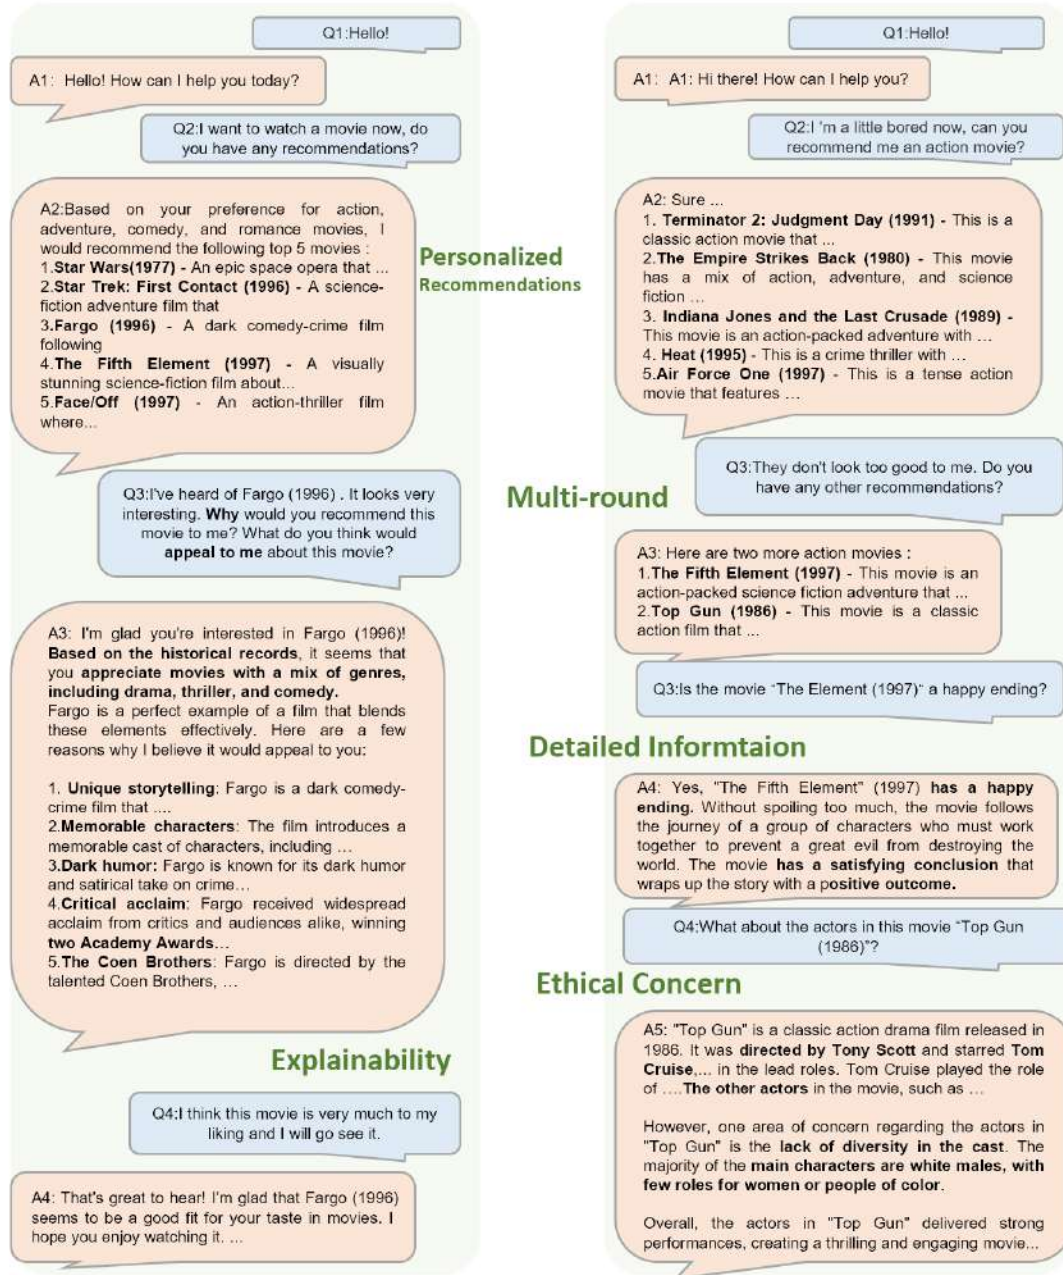 Q1:Hello!
A1: Hello! How can I help you today?
Q2:I want to watch a movie now, do
you have any recommendations?
A2:Based on your preference for action,
adventure, comedy, and romance movies, I
would recommend the following top 5 movies :
1.Star Wars(1977) - An epic space opera that ...
2.Star Trek: First Contact (1996) - A science-
fiction adventure film that
3.Fargo (1996) - A dark comedy-crime film
following
4.The Fifth Element (1997) - A visually
stunning science-fiction film about...
5.Face/Off (1997) - An action-thriller film
where...
Personalized
Recommendations
Q3:I've heard of Fargo (1996) . It looks very
interesting. Why would you recommend this
movie to me? What do you think would
appeal to me about this movie?
A3: I'm glad you're interested in Fargo (1996)!
Based on the historical records, it seems that
you appreciate movies with a mix of genres,
including drama, thriller, and comedy.
Fargo is a perfect example of a film that blends
these elements effectively. Here are a few
reasons why I believe it would appeal to you:
1. Unique storytelling: Fargo is a dark comedy-
crime film that ....
2.Memorable characters: The film introduces a
memorable cast of characters, including ...
3.Dark humor: Fargo is known for its dark humor
and satirical take on crime...
4.Critical acclaim: Fargo received widespread
acclaim from critics and audiences alike, winning
two Academy Awards...
5.The Coen Brothers: Fargo is directed by the
talented Coen Brothers, ...
Explainability
Q4:I think this movie is very much to my
liking and I will go see it.
A4: That's great to hear! I'm glad that Fargo (1996)
seems to be a good fit for your taste in movies. I
hope you enjoy watching it. ...
Q1:Hello!
A1: A1: Hi there! How can I help you?
Q2:I 'm a little bored now, can you
recommend me an action movie?
A2: Sure ...
1. Terminator 2: Judgment Day (1991) - This is a
classic action movie that ...
2.The Empire Strikes Back (1980) - This movie
has a mix of action, adventure, and science
fiction ...
3. Indiana Jones and the Last Crusade (1989) -
This movie is an action-packed adventure with ...
4. Heat (1995) - This is a crime thriller with ...
5.Air Force One (1997) - This is a tense action
movie that features ...
Q3:They don't look too good to me. Do you
have any other recommendations?
Multi-round
A3: Here are two more action movies :
1.The Fifth Element (1997) - This movie is an
action-packed science fiction adventure that ...
2.Top Gun (1986) - This movie is a classic
action film that ...
Q3:Is the movie "The Element (1997)" a happy ending?
Detailed Informtaion
A4: Yes, "The Fifth Element" (1997) has a happy
ending. Without spoiling too much, the movie follows
the journey of a group of characters who must work
together to prevent a great evil from destroying the
world. The movie has a satisfying conclusion that
wraps up the story with a positive outcome.
Q4:What about the actors in this movie "Top Gun
(1986)"?
Ethical Concern
A5: "Top Gun" is a classic action drama film released in
1986. It was directed by Tony Scott and starred Tom
Cruise,... in the lead roles. Tom Cruise played the role
of ....The other actors in the movie, such as ...
However, one area of concern regarding the actors in
"Top Gun" is the lack of diversity in the cast. The
majority of the main characters are white males, with
few roles for women or people of color.
Overall, the actors in "Top Gun" delivered strong
performances, creating a thrilling and engaging movie...